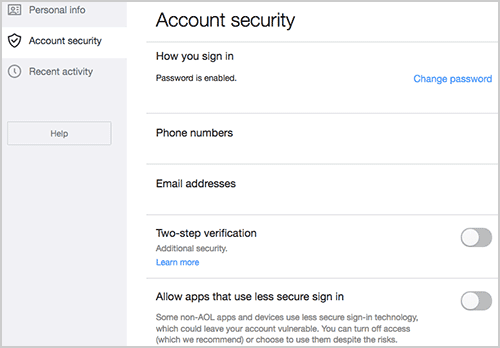 Personal info
Account security
Recent activity
Help
Account security
How you sign in
Password is enabled.
Change password
Phone numbers
Email addresses
Two-step verification
Additional security.
Learn more
Allow apps that use less secure sign in
Some non-AOL apps and devices use less secure sign-in technology,
which could leave your account vulnerable. You can turn off access
(which we recommend) or choose to use them despite the risks.